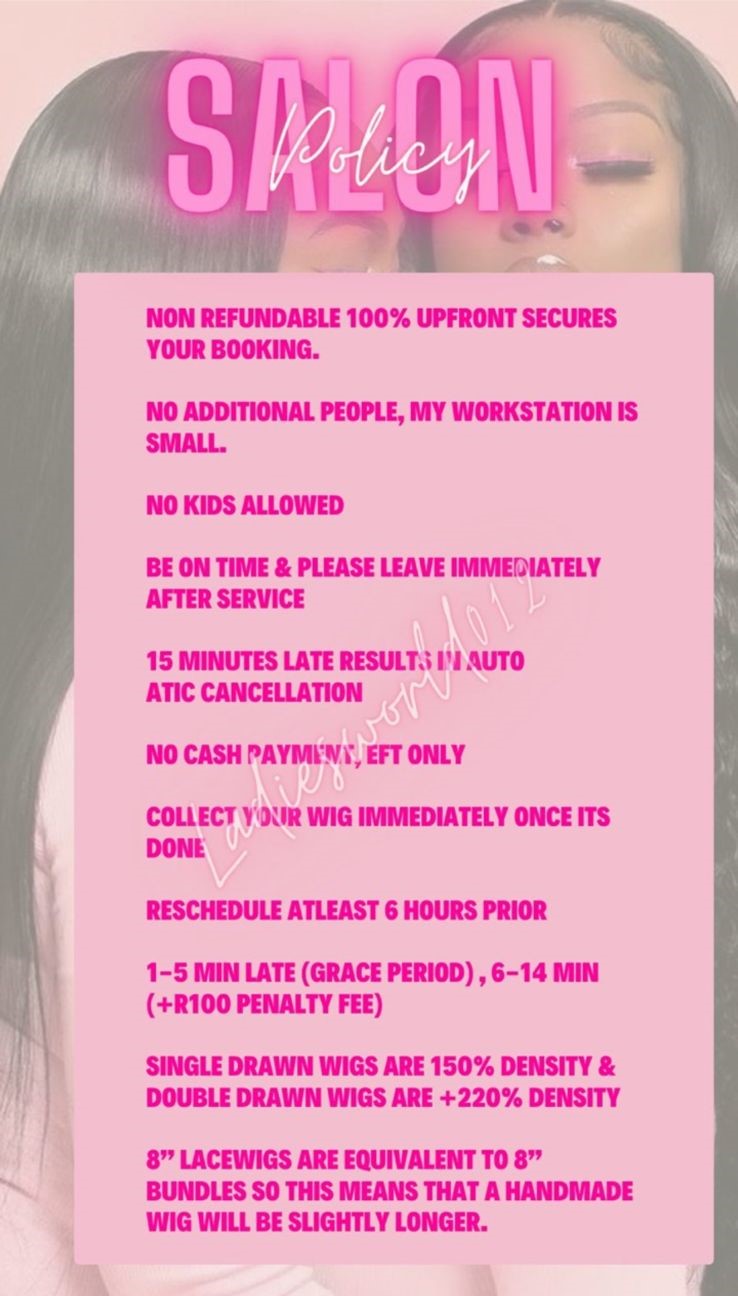 SALON
Policy
NON REFUNDABLE 100% UPFRONT SECURES
YOUR BOOKING.
NO ADDITIONAL PEOPLE, MY WORKSTATION IS
SMALL.
NO KIDS ALLOWED
BE ON TIME & PLEASE LEAVE IMMEDIATELY
AFTER SERVICE
15 MINUTES LATE RESULTS IN AUTO
ATIC CANCELLATION
NO CASH PAYMENT, EFT ONLY
COLLECT YOUR WIG IMMEDIATELY ONCE ITS
DONE
RESCHEDULE ATLEAST 6 HOURS PRIOR
1-5 MIN LATE (GRACE PERIOD) , 6-14 MIN
(+R100 PENALTY FEE)
SINGLE DRAWN WIGS ARE 150% DENSITY &
DOUBLE DRAWN WIGS ARE +220% DENSITY
8” LACEWIGS ARE EQUIVALENT TO 8”
BUNDLES SO THIS MEANS THAT A HANDMADE
WIG WILL BE SLIGHTLY LONGER.
Ladiesworld012